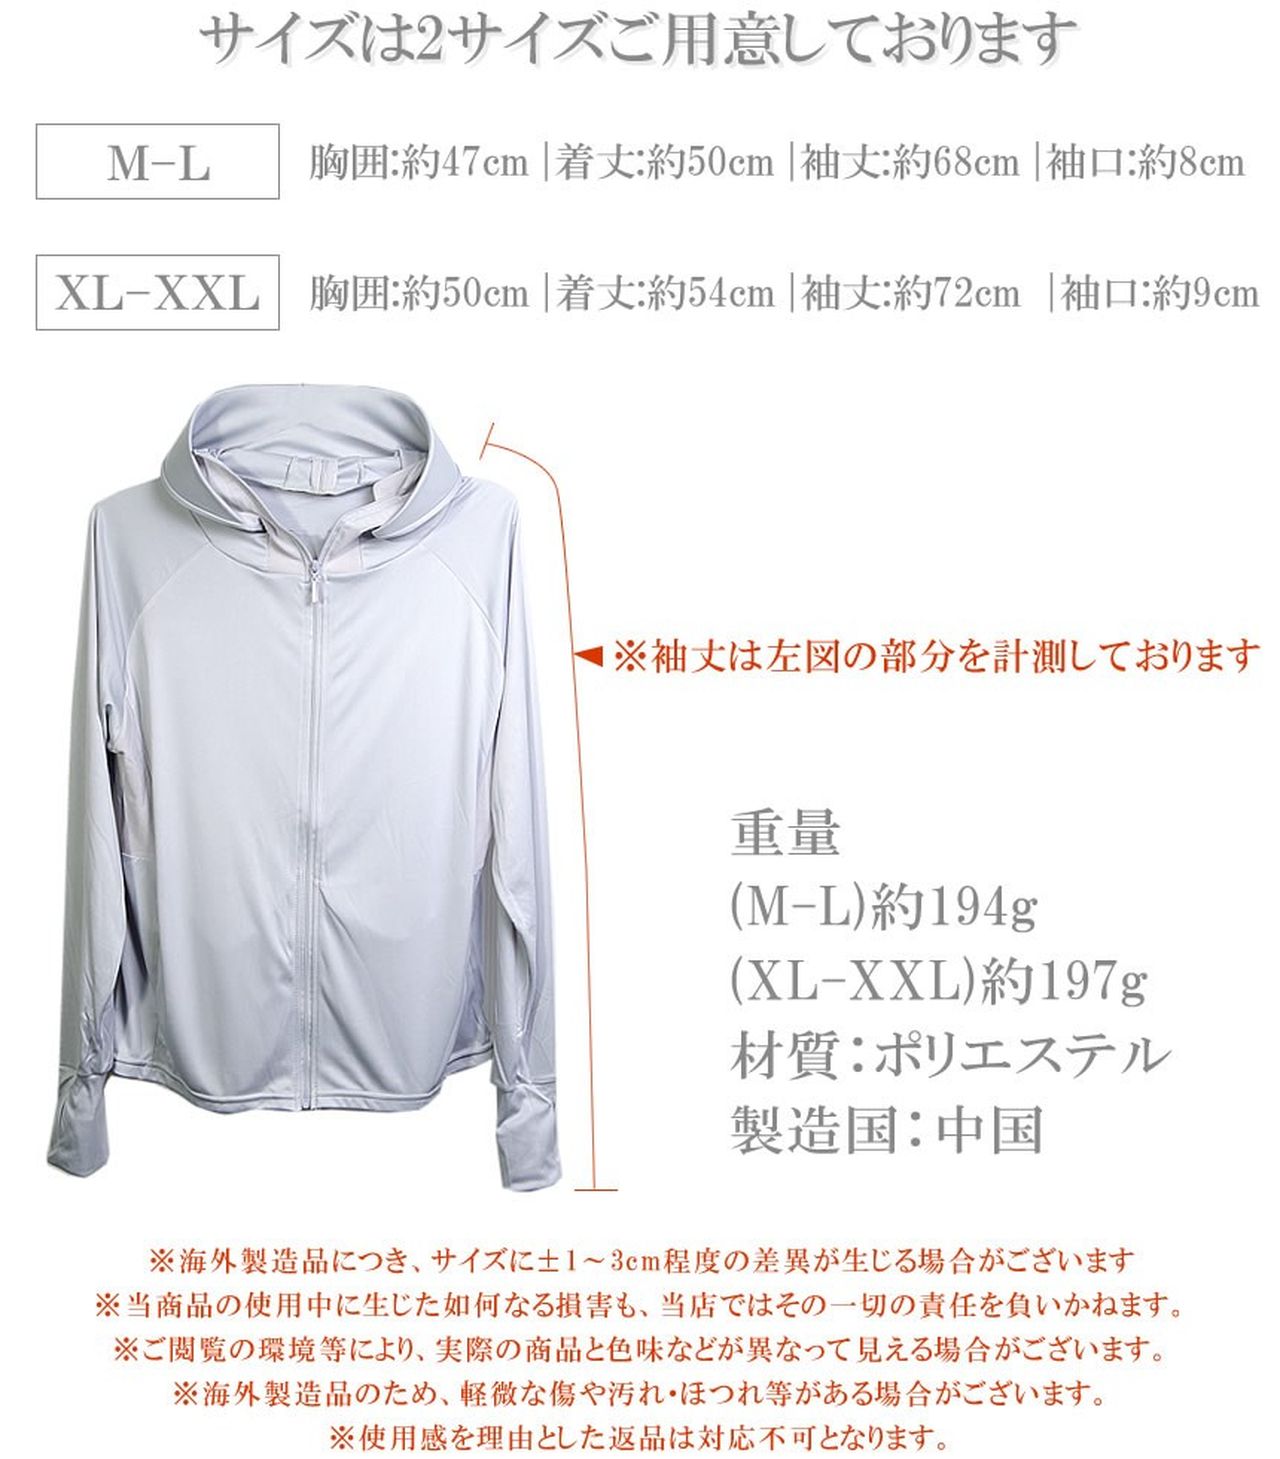 サイズは2サイズご用意しております
M-L 胸囲:約47cm |着丈:約50cm |袖丈:約68cm |袖口:約8cm
XL-XXL 胸囲:約50cm |着丈:約54cm |袖丈:約72cm |袖口:約9cm
※袖丈は左図の部分を計測しております
重量
(M-L)約194g
(XL-XXL)約197g
材質:ポリエステル
製造国:中国
※海外製造品につき、サイズに±1～3cm程度の差異が生じる場合がございます
※当商品の使用中に生じた如何なる損害も、当店ではその一切の責任を負いかねます。
※ご閲覧の環境等により、実際の商品と色味などが異なって見える場合がございます。
※海外製造品のため、軽微な傷や汚れ・ほつれ等がある場合がございます。
※使用感を理由とした返品は対応不可となります。